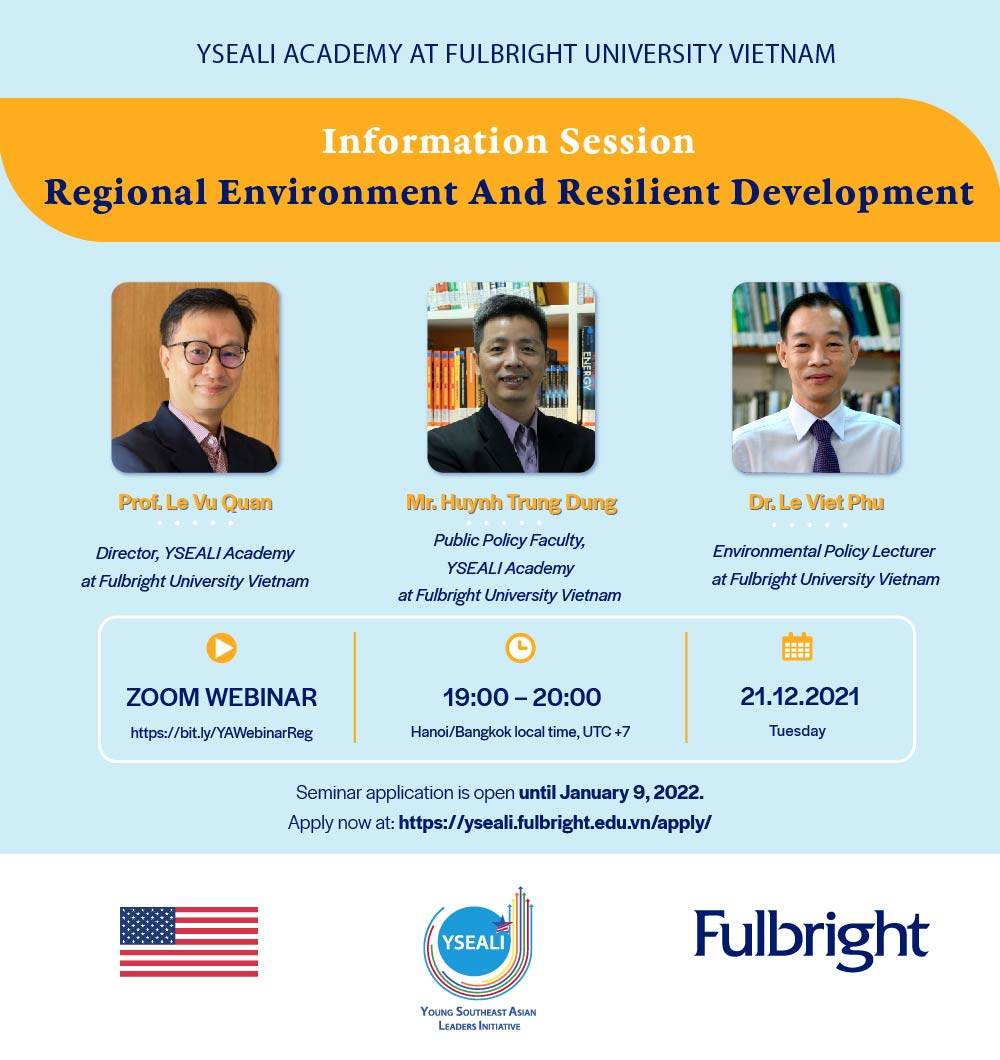 YSEALI ACADEMY AT FULBRIGHT UNIVERSITY VIETNAM
Information Session
Regional Environment And Resilient Development
ENERGY
Prof. Le Vu Quan
Director, YSEALI Academy
at Fulbright University Vietnam
Mr. Huynh Trung Dung
Public Policy Faculty,
YSEALI Academy
at Fulbright University Vietnam
Dr. Le Viet Phu
Environmental Policy Lecturer
at Fulbright University Vietnam
ZOOM WEBINAR
https://bit.ly/YAWebinarReg
19:00 – 20:00
Hanoi/Bangkok local time, UTC +7
21.12.2021
Tuesday
Seminar application is open until January 9, 2022.
Apply now at: https://yseali.fulbright.edu.vn/apply/
YSEALI
YOUNG SOUTHEAST ASIAN
LEADERS INITIATIVE
Fulbright